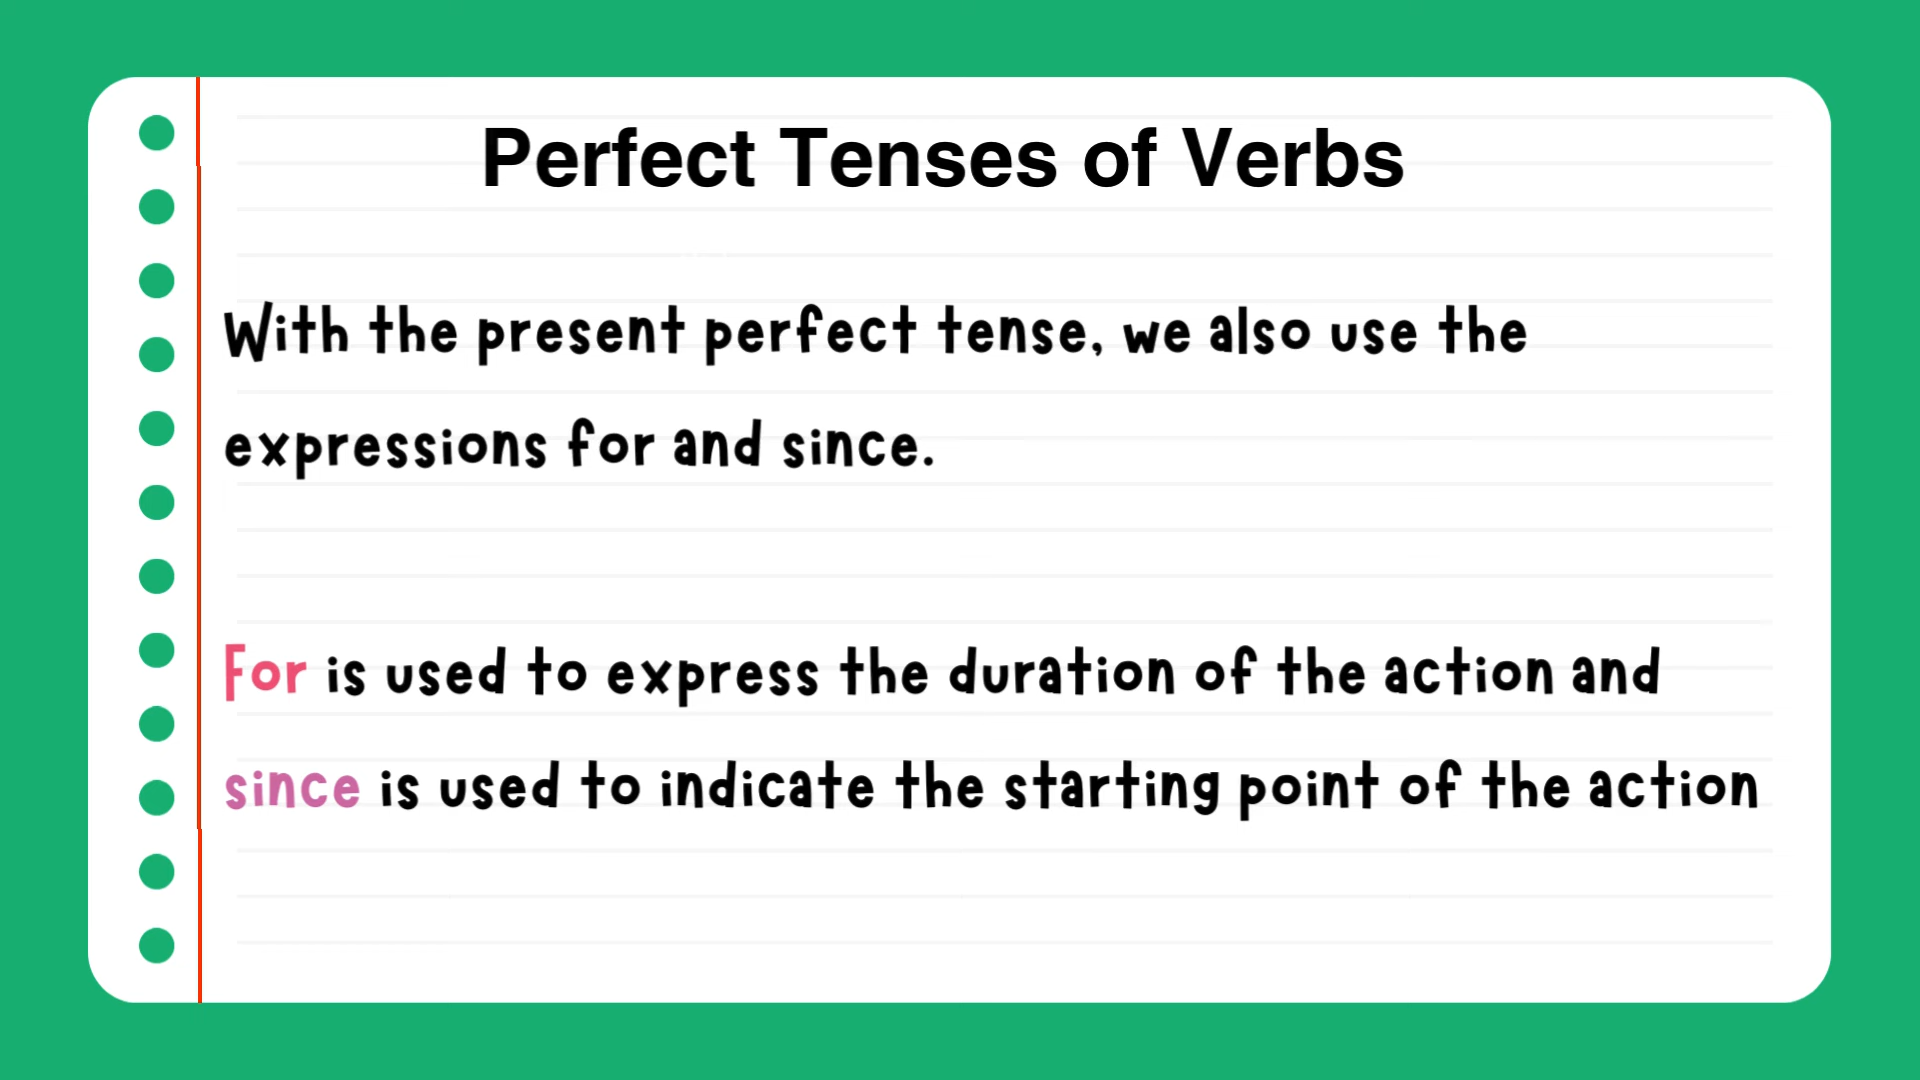 Perfect Tenses of Verbs
With the present perfect tense, we also use the
expressions for and since.
For is used to express the duration of the action and
since is used to indicate the starting point of the action